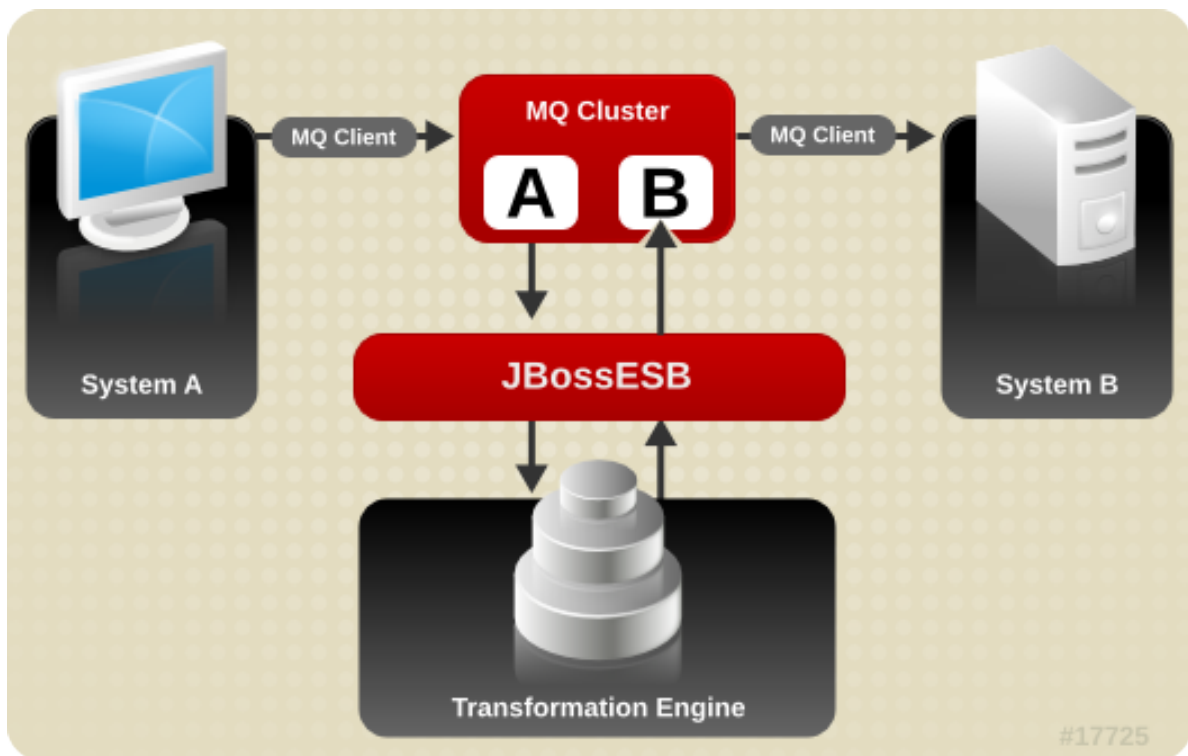 MQ Client
MQ Cluster
MQ Client
A B
System A
JBossESB
System B
Transformation Engine
#17725